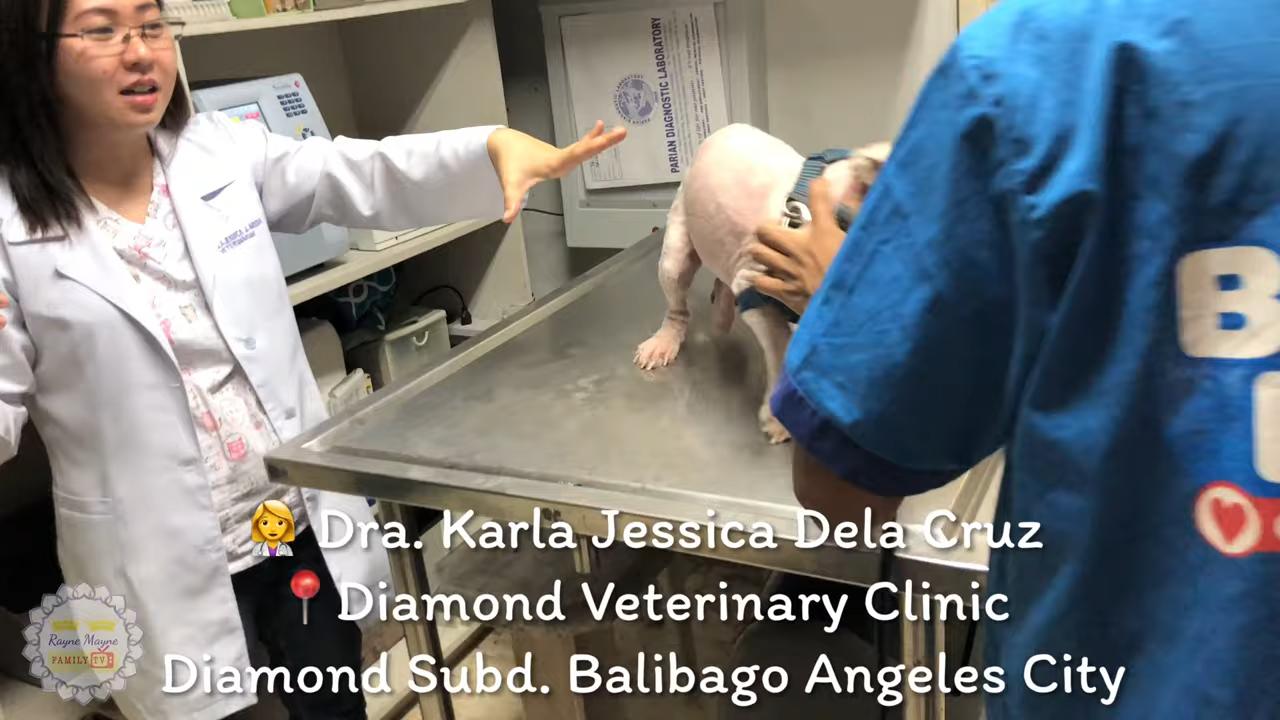 PARIAN DIAGNOSTIC LABORATORY
VETERINARIAN
B
Dra. Karla Jessica Dela Cruz
Diamond Veterinary Clinic
Diamond Subd. Balibago Angeles City
Rayne Mayne
FAMILY TV